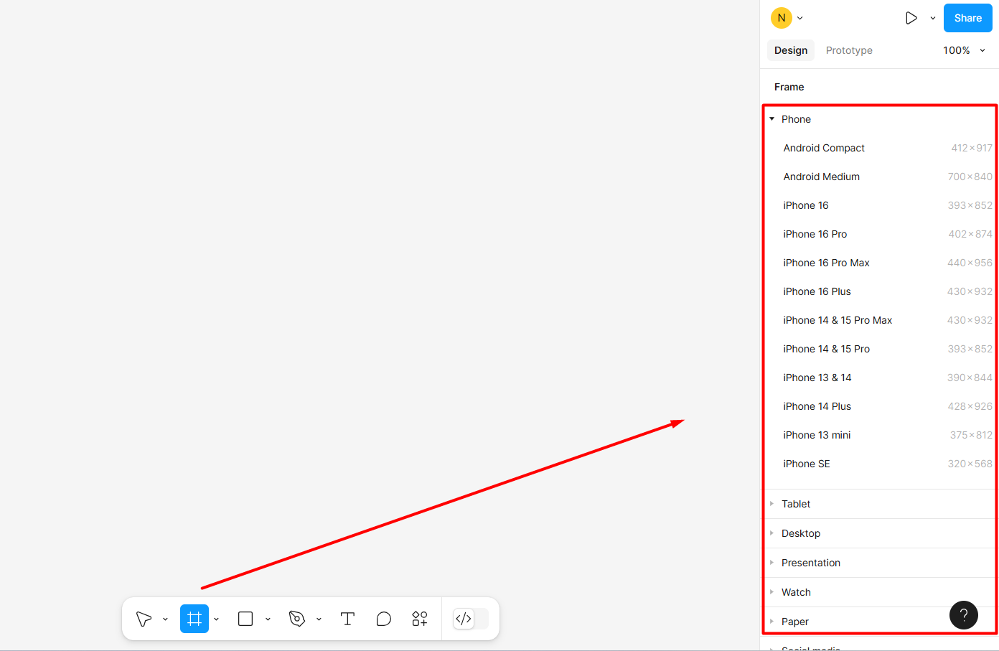 N
Share
Design Prototype 100%
Frame
Phone
Android Compact 412×917
Android Medium 700×840
iPhone 16 393×852
iPhone 16 Pro 402×874
iPhone 16 Pro Max 440×956
iPhone 16 Plus 430×932
iPhone 14 & 15 Pro Max 430×932
iPhone 14 & 15 Pro 393×852
iPhone 13 & 14 390×844
iPhone 14 Plus 428×926
iPhone 13 mini 375×812
iPhone SE 320×568
Tablet
Desktop
Presentation
Watch
Paper
?
Social media